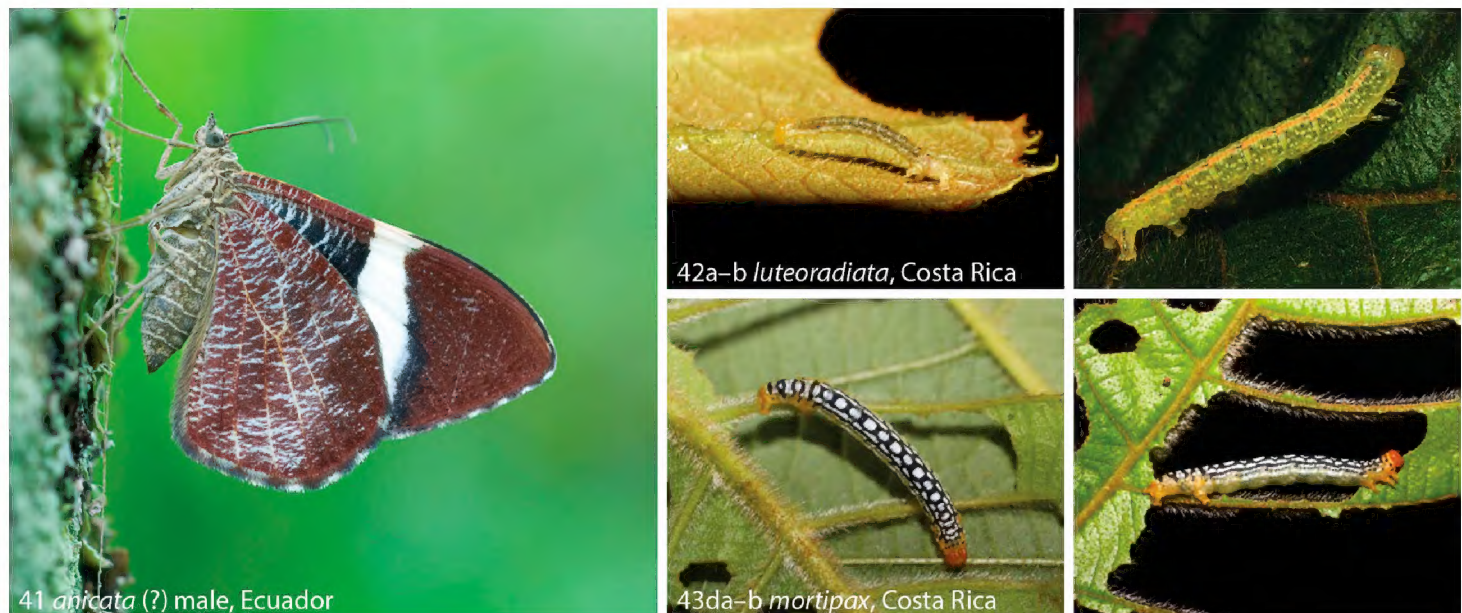 41 anicata (?) male, Ecuador
42a–b luteoradiata, Costa Rica
43da–b mortipax, Costa Rica